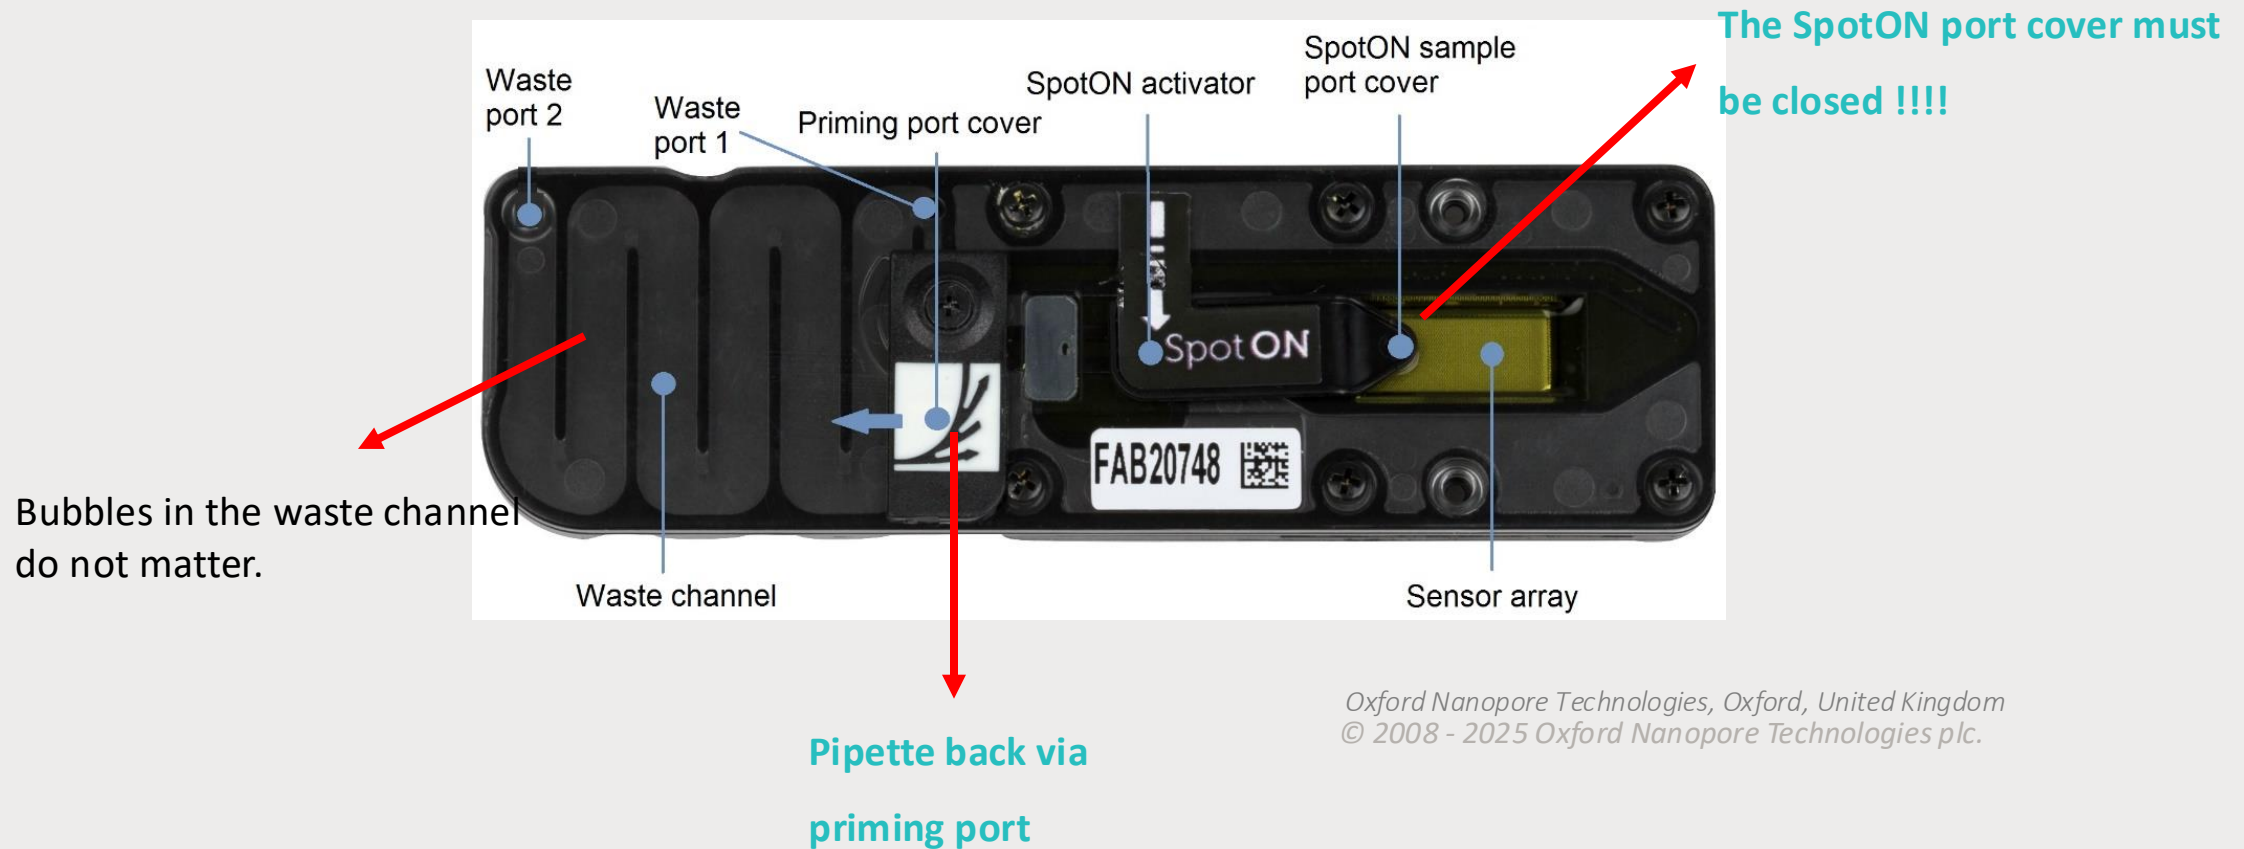 The SpotON port cover must
be closed !!!!
SpotON sample
port cover
Waste
port 2
SpotON activator
Waste
port 1
Priming port cover
SpotON
FAB20748
Bubbles in the waste channel
do not matter.
Waste channel
Sensor array
Oxford Nanopore Technologies, Oxford, United Kingdom
© 2008 - 2025 Oxford Nanopore Technologies plc.
Pipette back via
priming port